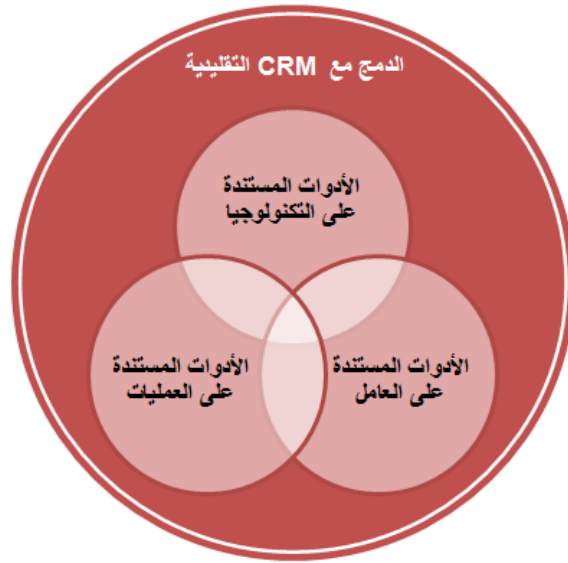 الدمج مع CRM التقليدية
الأدوات المستندة
على التكنولوجيا
الأدوات المستندة
على العامل
الأدوات المستندة
على العمليات